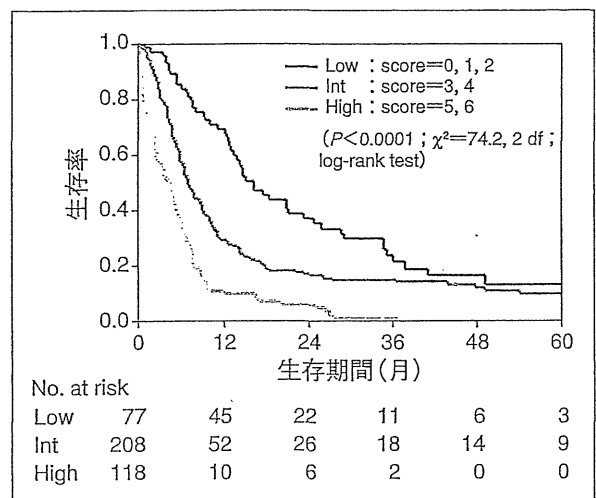 1.0
0.8
0.6
0.4
0.2
0.0
生存率
Low : score=0, 1, 2
Int : score=3, 4
High : score=5, 6
(P<0.0001 ; χ²=74.2, 2 df ;
log-rank test)
0 12 24 36 48 60
生存期間(月)
No. at risk
Low 77 45 22 11 6 3
Int 208 52 26 18 14 9
High 118 10 6 2 0 0